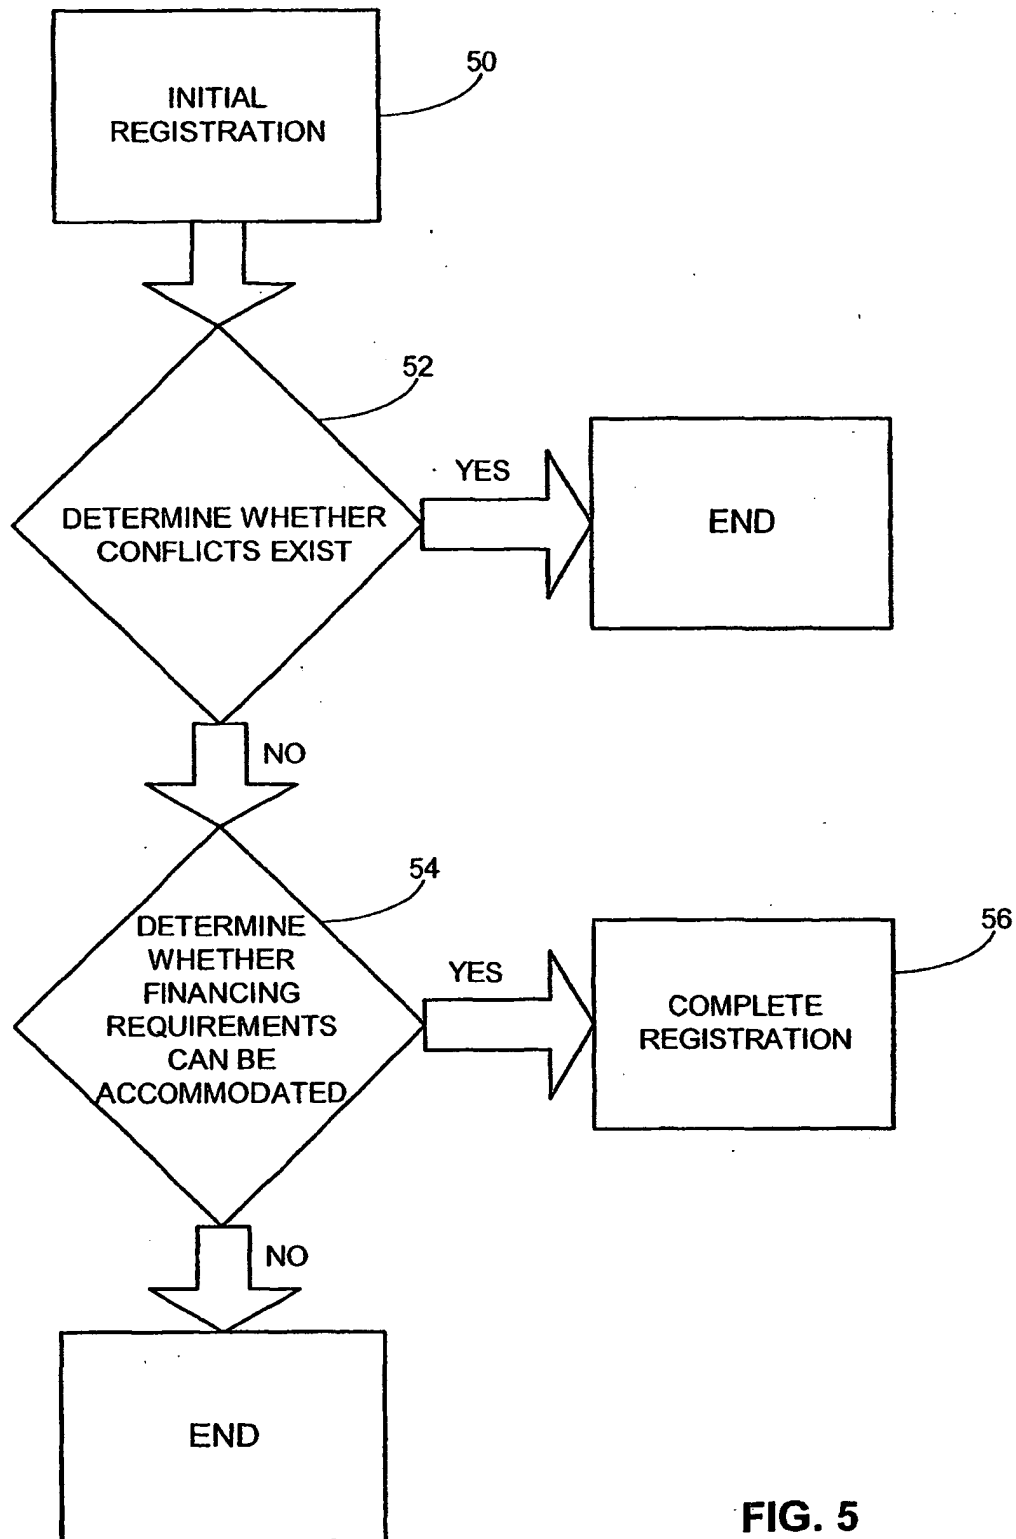 INITIAL
REGISTRATION
50
52
DETERMINE WHETHER
CONFLICTS EXIST
YES
END
NO
54
DETERMINE
WHETHER
FINANCING
REQUIREMENTS
CAN BE
ACCOMMODATED
YES
56
COMPLETE
REGISTRATION
NO
END
FIG. 5